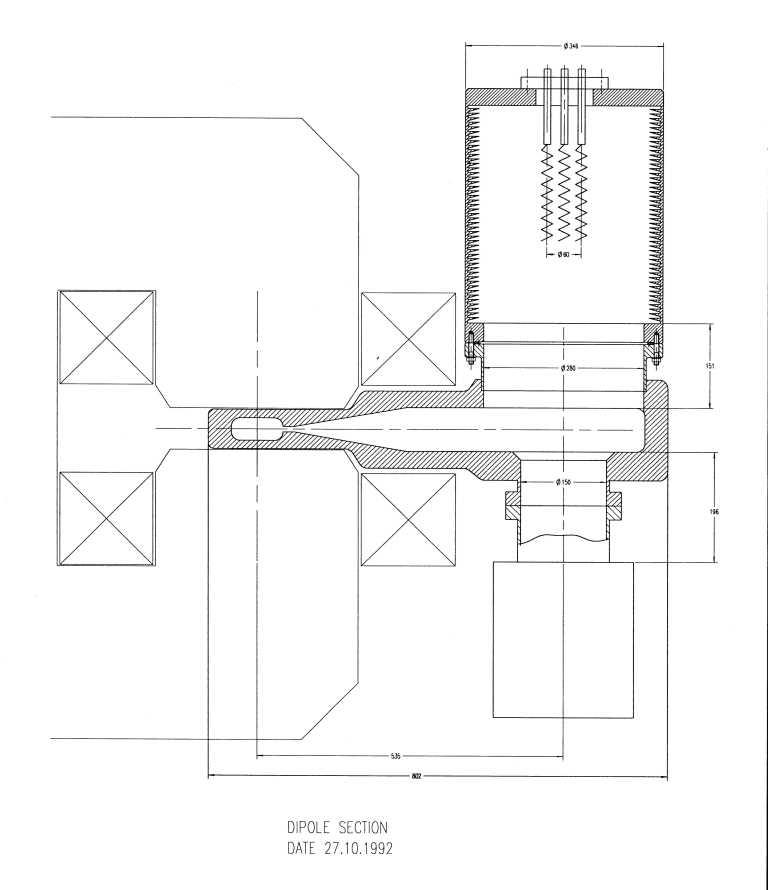 Ø 348
Ø 60
Ø 280
151
Ø 150
196
535
802
DIPOLE SECTION
DATE 27.10.1992